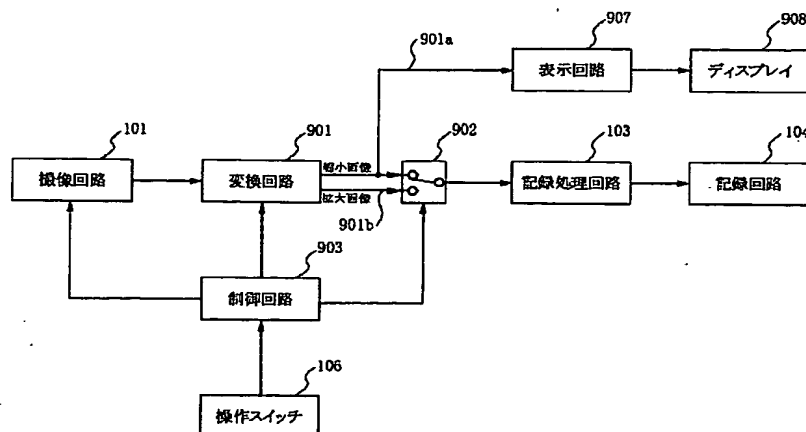 901a
907
表示回路
908
ディスプレイ
101
撮像回路
901
変換回路
縮小画像
拡大画像
901b
902
103
記録処理回路
104
記録回路
903
制御回路
106
操作スイッチ